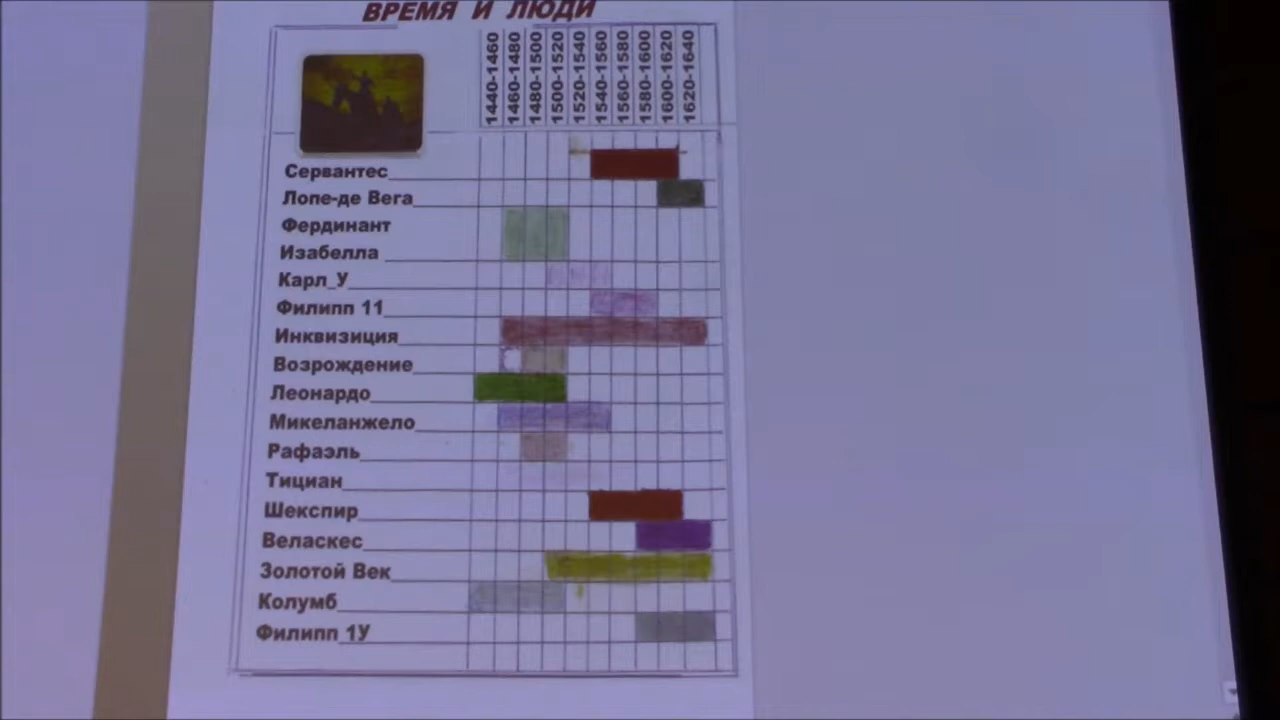 ВРЕМЯ И ЛЮДИ
1440-1460
1460-1480
1480-1500
1500-1520
1520-1540
1540-1560
1560-1580
1580-1600
1600-1620
1620-1640
Сервантес
Лопе-де Вега
Фердинант
Изабелла
Карл_У
Филипп 11
Инквизиция
Возрождение
Леонардо
Микеланжело
Рафаэль
Тициан
Шекспир
Веласкес
Золотой Век
Колумб
Филипп 1У